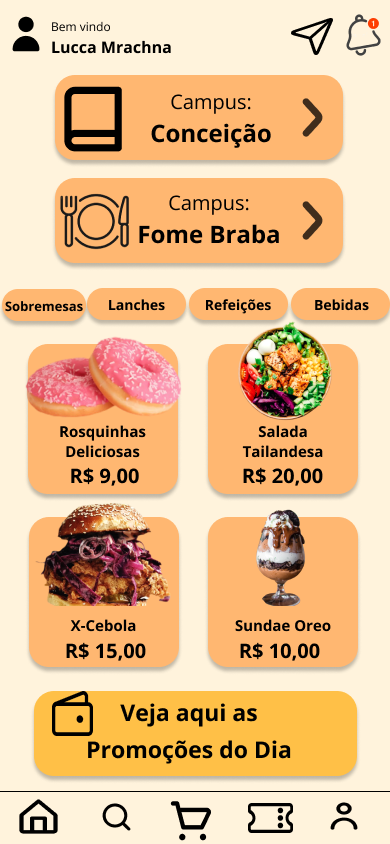 Bem vindo
Lucca Mrachna
1
Campus:
Conceição
Campus:
Fome Braba
Sobremesas
Lanches
Refeições
Bebidas
Rosquinhas
Deliciosas
R$ 9,00
Salada
Tailandesa
R$ 20,00
X-Cebola
R$ 15,00
Sundae Oreo
R$ 10,00
Veja aqui as
Promoções do Dia